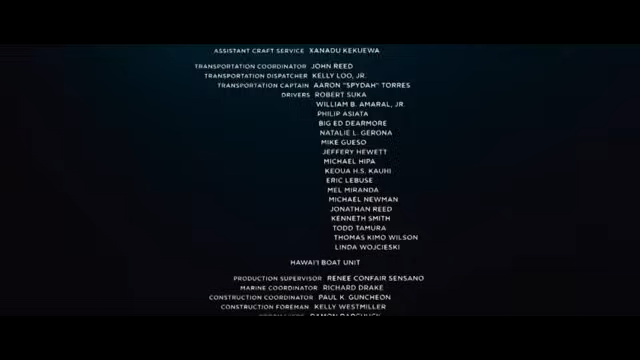 ASSISTANT CRAFT SERVICE XANADU KEKUEWA
TRANSPORTATION COORDINATOR JOHN REED
TRANSPORTATION DISPATCHER KELLY LOO, JR.
TRANSPORTATION CAPTAIN AARON "SPYDAH" TORRES
DRIVERS ROBERT SUKA
WILLIAM B. AMARAL, JR.
PHILIP ASIATA
BIG ED DEARMORE
NATALIE L. GERONA
MIKE GUESO
JEFFERY HEWETT
MICHAEL HIPA
KEOUA H.S. KAUHI
ERIC LEBUSE
MEL MIRANDA
MICHAEL NEWMAN
JONATHAN REED
KENNETH SMITH
TODD TAMURA
THOMAS KIMO WILSON
LINDA WOJCIESKI
HAWAI'I BOAT UNIT
PRODUCTION SUPERVISOR RENEE CONFAIR SENSANO
MARINE COORDINATOR RICHARD DRAKE
CONSTRUCTION COORDINATOR PAUL K. GUNCHEON
CONSTRUCTION FOREMAN KELLY WESTMILLER